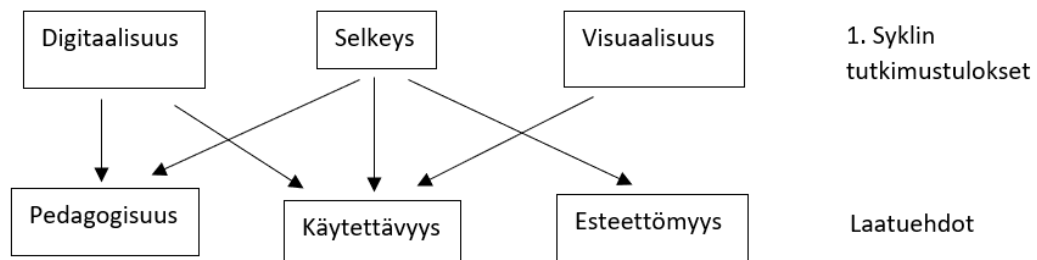 Digitaalisuus
Selkeys
Visuaalisuus
1. Syklin
tutkimustulokset
Pedagogisuus
Käytettävyys
Esteettömyys
Laatuehdot